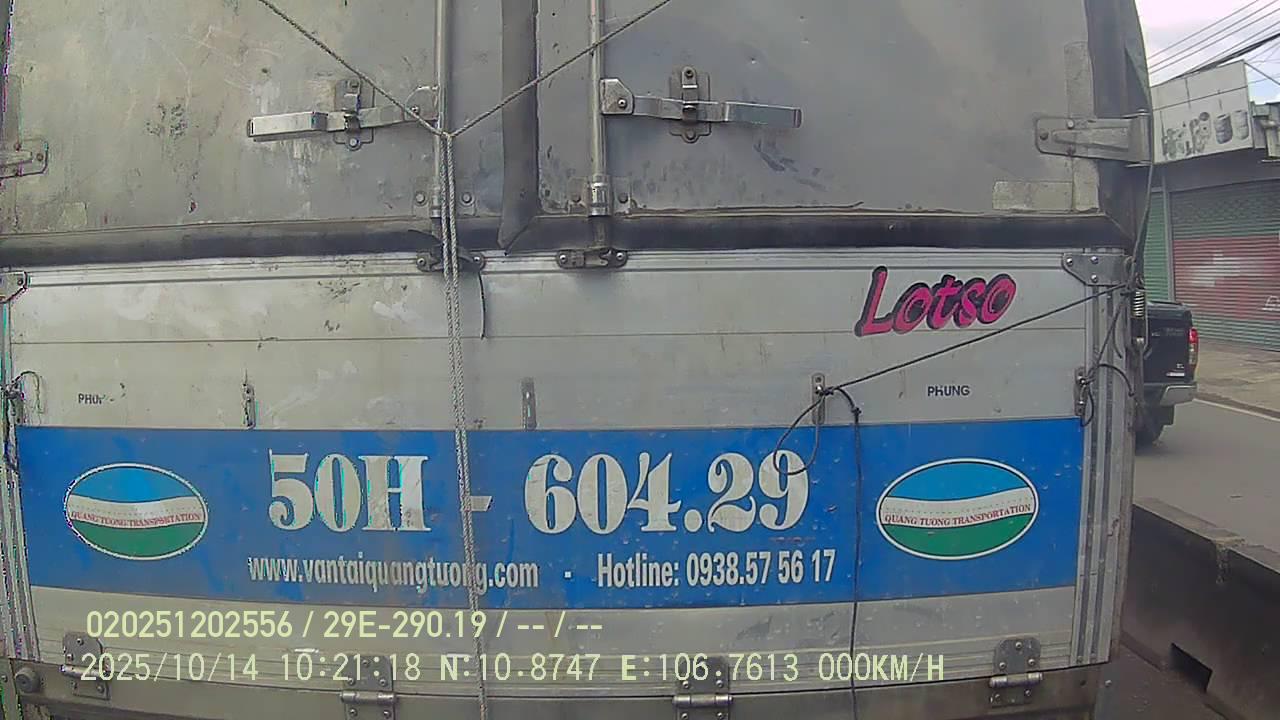 Lotso
PHUNG
50H - 604.29
QUANG TUONG TRANSPORTATION
QUANG TUONG TRANSPORTATION
www.vantaiquangtuong.com · Hotline: 0938.57 56 17
020251202556 / 29E-290.19 / -- / --
2025/10/14 10:21:18 N:10.8747 E:106.7613 000KM/H